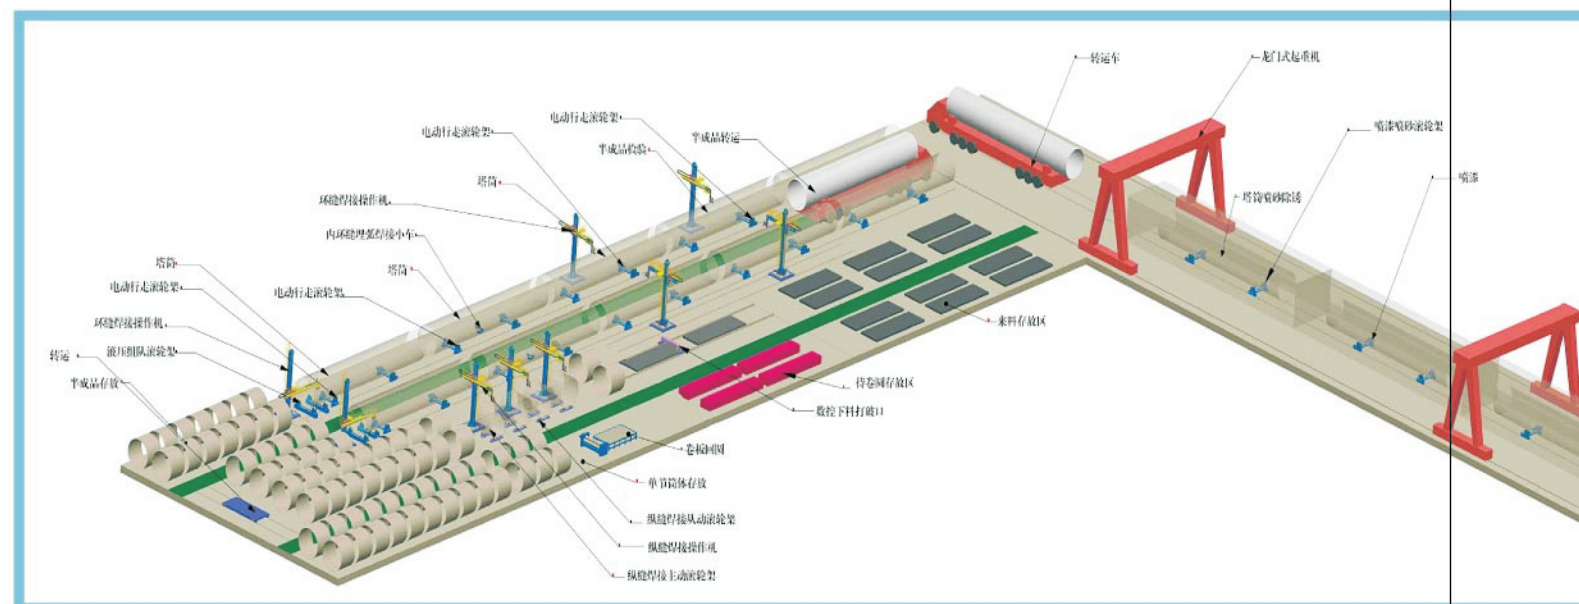 转运车
龙门式起重机
电动行走滚轮架
电动行走滚轮架
半成品转运
喷漆喷砂滚轮架
半成品检验
喷漆
塔筒
塔筒喷砂除锈
环缝焊接操作机
内环缝埋弧焊接小车
塔筒
塔筒
电动行走滚轮架
电动行走滚轮架
环缝焊接操作机
来料存放区
液压组队滚轮架
转运
半成品存放
待卷圆存放区
数控下料打破口
卷板回圆
单节筒体存放
纵缝焊接从动滚轮架
纵缝焊接操作机
纵缝焊接主动滚轮架